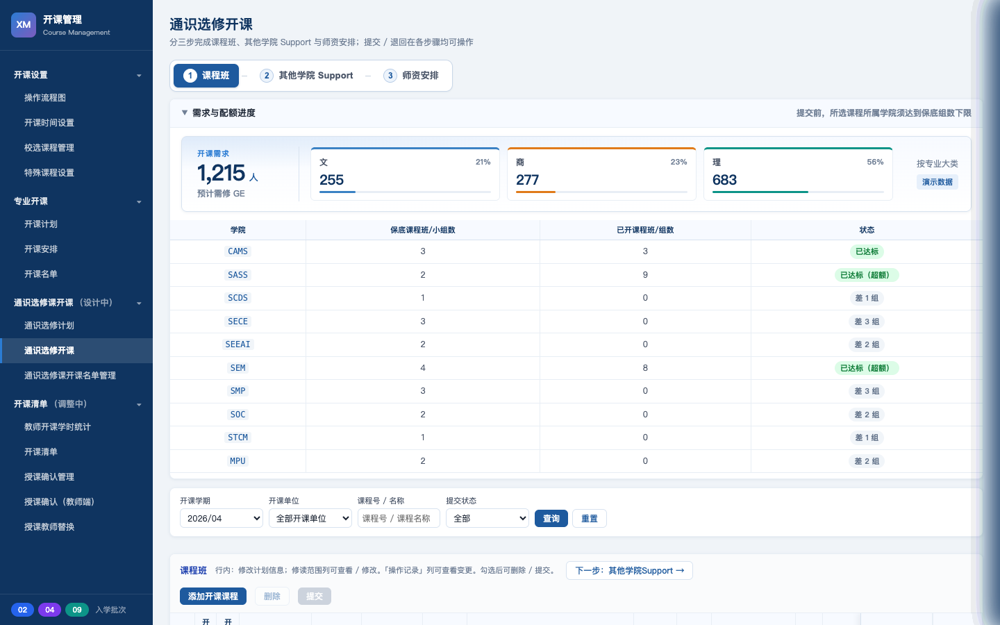 XM
开课管理
Course Management
开课设置
操作流程图
开课时间设置
校选课程管理
特殊课程设置
专业开课
开课计划
开课安排
开课名单
通识选修课开课（设计中）
通识选修计划
通识选修开课
通识选修课开课名单管理
开课清单（调整中）
教师开课学时统计
开课清单
授课确认管理
授课确认（教师端）
授课教师替换
02 04 09 入学批次
通识选修开课
分三步完成课程班、其他学院 Support 与师资安排；提交 / 退回在各步骤均可操作
1 课程班 – 2 其他学院 Support – 3 师资安排
▼ 需求与配额进度
提交前，所选课程所属学院须达到保底组数下限
开课需求
1,215 人
预计需修 GE
文 21%
255
商 23%
277
理 56%
683
按专业大类
演示数据
学院 保底课程班/小组数 已开课程班/组数 状态
CAMS 3 3 已达标
SASS 2 9 已达标（超额）
SCDS 1 0 差 1 组
SECE 3 0 差 3 组
SEEAI 2 0 差 2 组
SEM 4 8 已达标（超额）
SMP 3 0 差 3 组
SOC 2 0 差 2 组
STCM 1 0 差 1 组
MPU 2 0 差 2 组
开课学期 开课单位 课程号 / 名称 提交状态
2026/04 全部开课单位 课程号 / 课程名称 全部 查询 重置
课程班 行内：修改计划信息；修读范围列可查看 / 修改。「操作记录」列可查看变更。勾选后可删除 / 提交。 下一步：其他学院Support →
添加开课课程 删除 提交
开 开